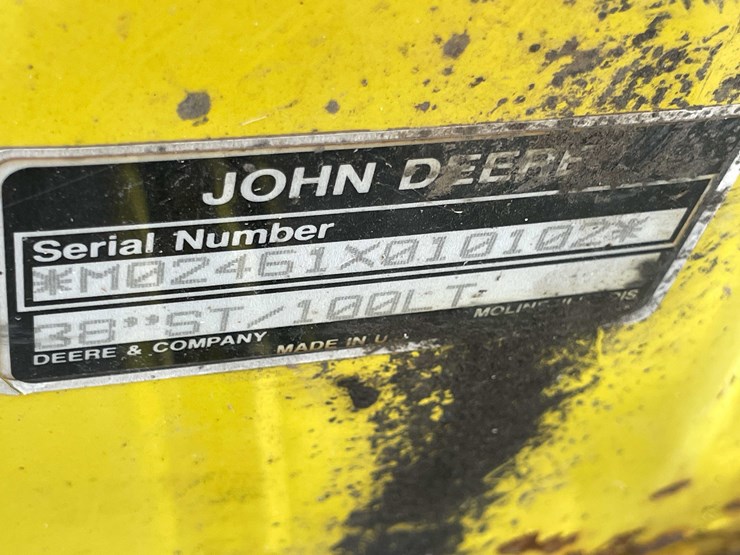 JOHN DEERE
Serial Number
*M02461X010102*
38"ST/100LT
DEERE & COMPANY MADE IN U MOLINE ILLINOIS